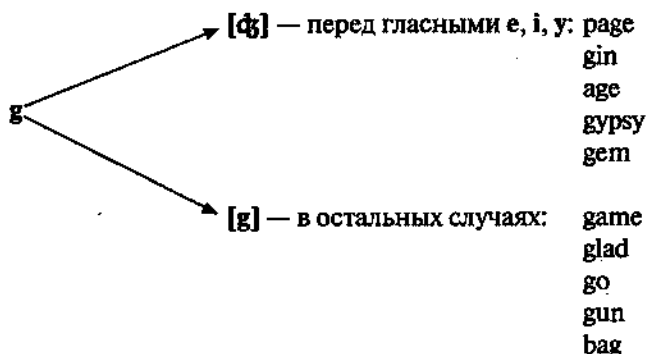 g
[ʤ] — перед гласными e, i, y: page
gin
age
gypsy
gem
[g] — в остальных случаях: game
glad
go
gun
bag